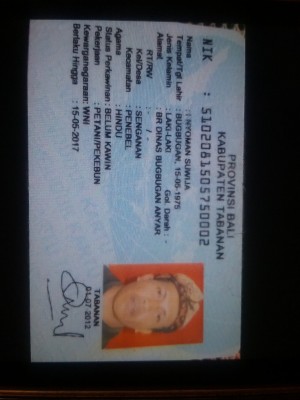 PROVINSI BALI
KABUPATEN TABANAN
NIK : 5102081505750002
Nama : I NYOMAN SUWIJA
Tempat/Tgl Lahir : BUGBUGAN, 15-05-1975
Jenis Kelamin : LAKI-LAKI Gol. Darah : -
Alamat : BR DINAS BUGBUGAN ANYAR
RT/RW : - / -
Kel/Desa : SENGANAN
Kecamatan : PENEBEL
Agama : HINDU
Status Perkawinan : BELUM KAWIN
Pekerjaan : PETANI/PEKEBUN
Kewarganegaraan: WNI
Berlaku Hingga : 15-05-2017
TABANAN
01-07-2012